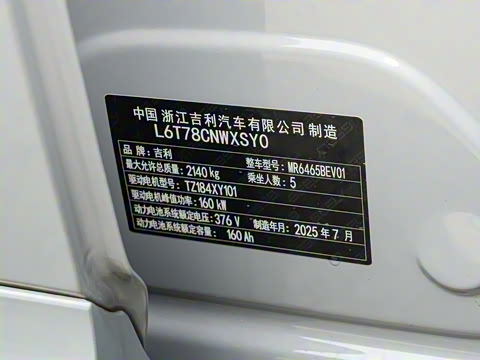 中国 浙江吉利汽车有限公司 制造
L6T78CNWXSY0
品 牌：吉利 整车型号：MR6465BEV01
最大允许总质量：2140 kg 乘坐人数：5
驱动电机型号：TZ184XY101
驱动电机峰值功率：160 kW
动力电池系统额定电压：376 V 制造年月：2025 年 7 月
动力电池系统额定容量：160 Ah